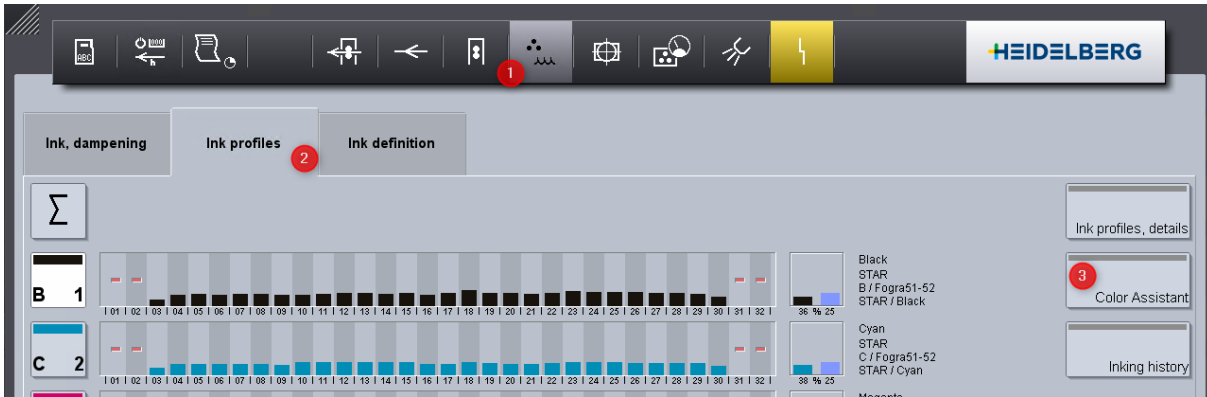 ABC
h
1
HEIDELBERG
Ink, dampening
Ink profiles
2
Ink definition
Σ
Ink profiles, details
B 1
01 02 03 04 05 06 07 08 09 10 11 12 13 14 15 16 17 18 19 20 21 22 23 24 25 26 27 28 29 30 31 32
36 % 25
Black
STAR
B / Fogra51-52
STAR / Black
3
Color Assistant
C 2
01 02 03 04 05 06 07 08 09 10 11 12 13 14 15 16 17 18 19 20 21 22 23 24 25 26 27 28 29 30 31 32
38 % 25
Cyan
STAR
C / Fogra51-52
STAR / Cyan
Inking history
Magenta